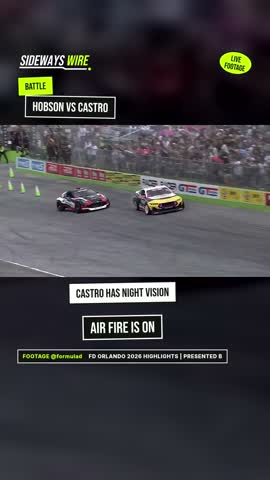 SIDEWAYS WIRE.
LIVE
FOOTAGE
BATTLE
HOBSON VS CASTRO
CASTRO HAS NIGHT VISION
AIR FIRE IS ON
FOOTAGE @formulad FD ORLANDO 2026 HIGHLIGHTS | PRESENTED B